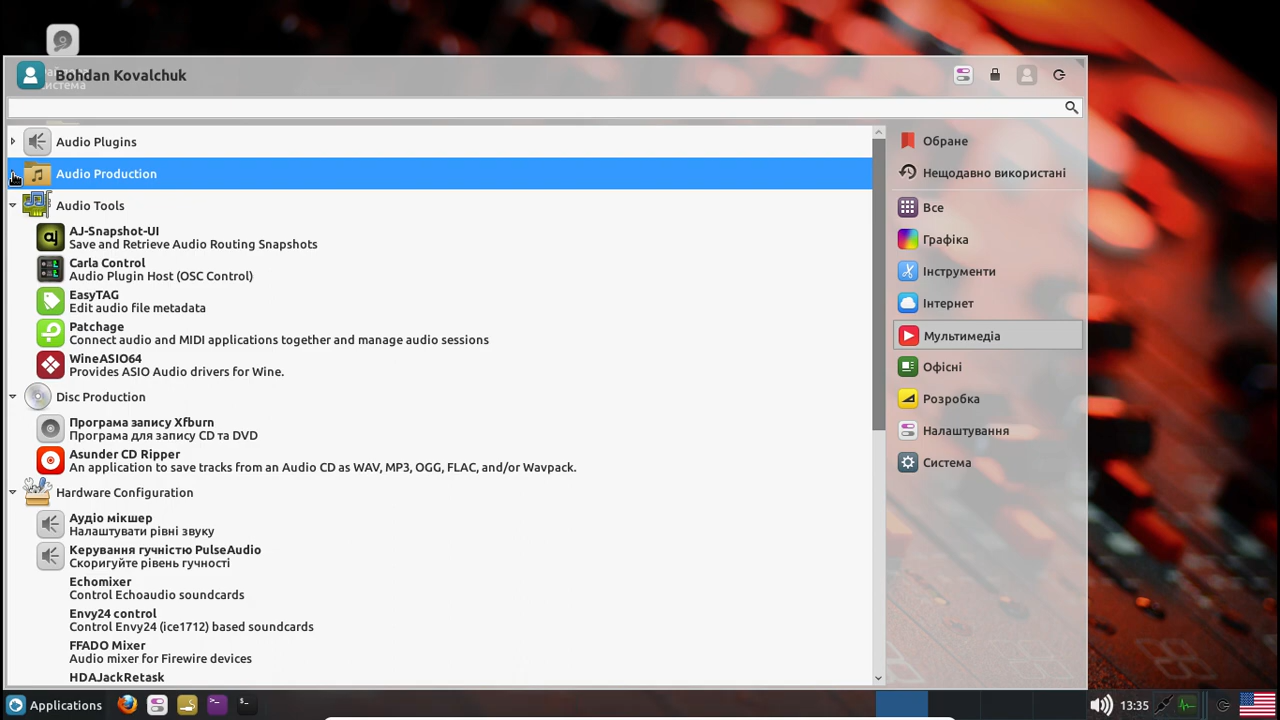 Bohdan Kovalchuk
Audio Plugins
Audio Production
Audio Tools
AJ-Snapshot-UI
Save and Retrieve Audio Routing Snapshots
Carla Control
Audio Plugin Host (OSC Control)
EasyTAG
Edit audio file metadata
Patchage
Connect audio and MIDI applications together and manage audio sessions
WineASIO64
Provides ASIO Audio drivers for Wine.
Disc Production
Програма запису Xfburn
Програма для запису CD та DVD
Asunder CD Ripper
An application to save tracks from an Audio CD as WAV, MP3, OGG, FLAC, and/or Wavpack.
Hardware Configuration
Аудіо мікшер
Налаштувати рівні звуку
Керування гучністю PulseAudio
Скоригуйте рівень гучності
Echomixer
Control Echoaudio soundcards
Envy24 control
Control Envy24 (ice1712) based soundcards
FFADO Mixer
Audio mixer for Firewire devices
HDAJackRetask
Обране
Нещодавно використані
Все
Графіка
Інструменти
Інтернет
Мультимедіа
Офісні
Розробка
Налаштування
Система
Applications
13:35